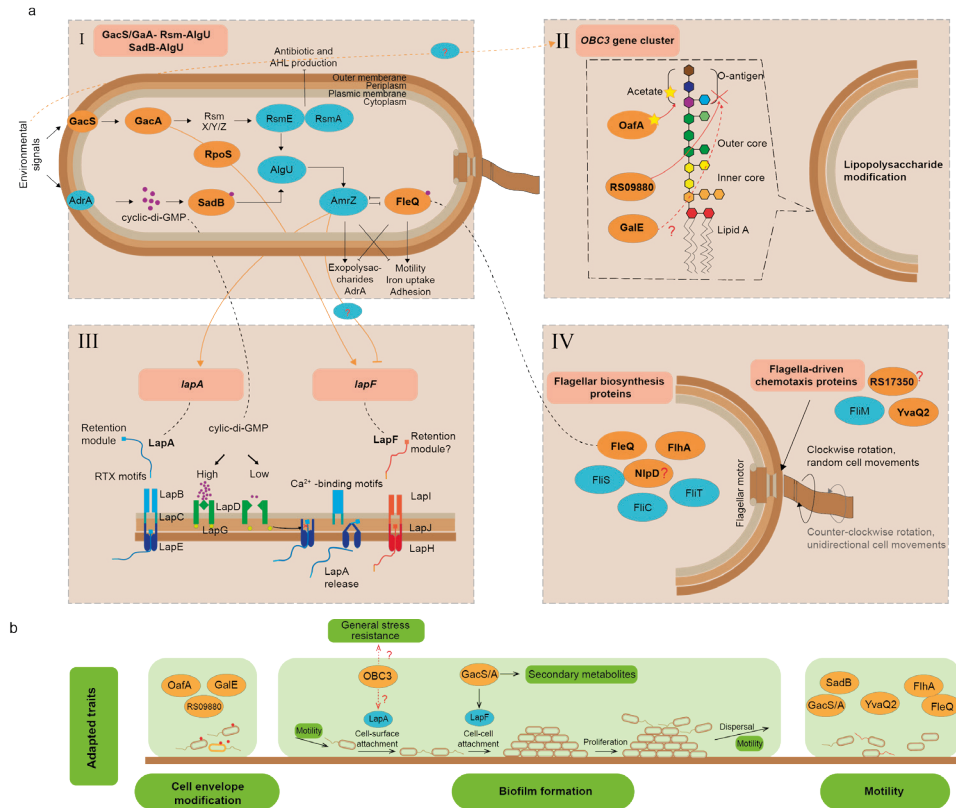 a
I
GacS/GaA- Rsm-AlgU
SadB-AlgU
Antibiotic and
AHL production
Outer membrane
Periplasm
Plasmic membrane
Cytoplasm
Environmental
signals
GacS
GacA
Rsm
X/Y/Z
RsmE
RsmA
RpoS
AlgU
AdrA
cyclic-di-GMP
SadB
AmrZ
FleQ
Exopolysac-
charides
AdrA
Motility
Iron uptake
Adhesion
II
OBC3 gene cluster
Acetate
O-antigen
OafA
Outer core
RS09880
Inner core
GalE
?
Lipid A
Lipopolysaccharide
modification
III
lapA
lapF
Retention
module
LapA
cylic-di-GMP
LapF
Retention
module?
RTX motifs
High
Low
Ca2+ -binding motifs
LapB
LapC
LapE
LapD
LapG
LapI
LapJ
LapH
LapA
release
IV
Flagellar biosynthesis
proteins
Flagella-driven
chemotaxis proteins
RS17350
?
FliM
YvaQ2
FleQ
FlhA
FliS
NlpD
?
FliT
FliC
Flagellar motor
Clockwise rotation,
random cell movements
Counter-clockwise rotation,
unidirectional cell movements
b
Adapted traits
General stress
resistance
?
OafA
GalE
RS09880
OBC3
?
LapA
GacS/A
Secondary metabolites
LapF
Motility
Cell-surface
attachment
Cell-cell
attachment
Proliferation
Dispersal
Motility
SadB
FlhA
GacS/A
YvaQ2
FleQ
Cell envelope
modification
Biofilm formation
Motility